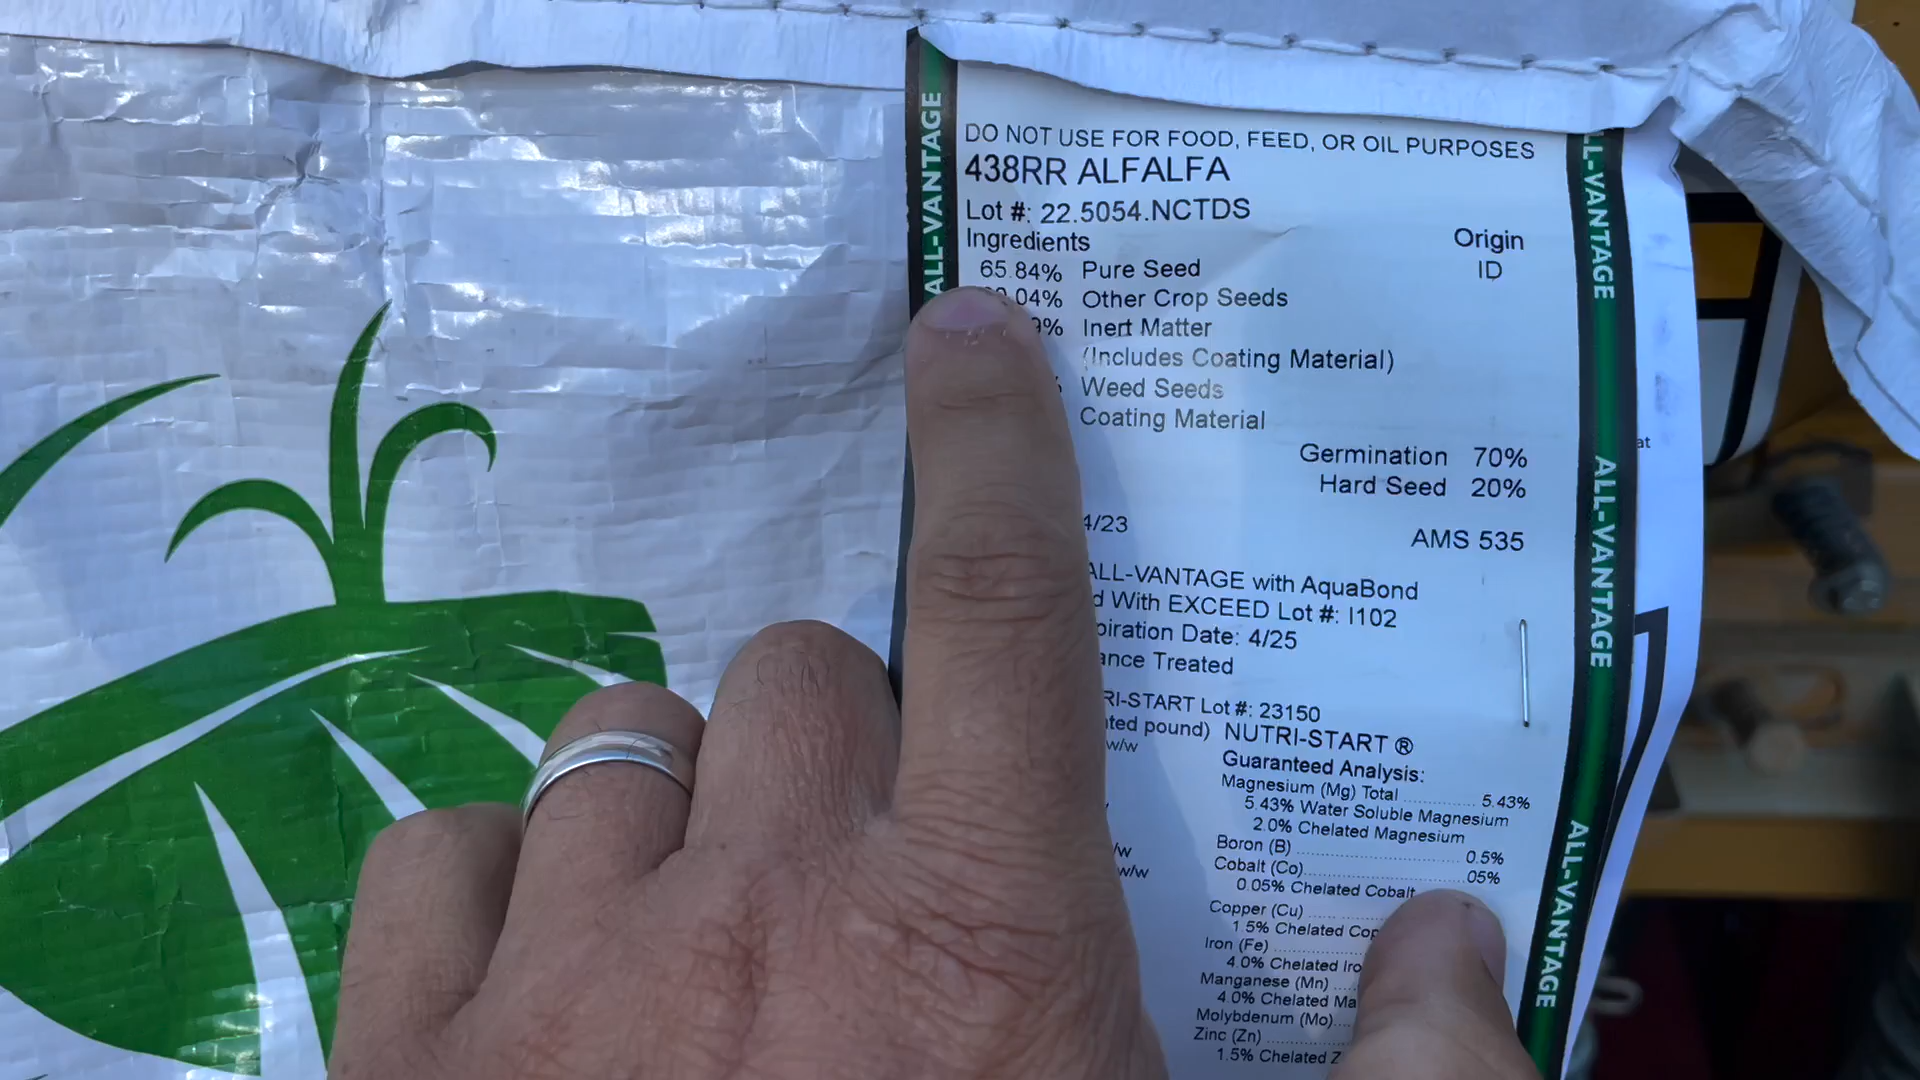 DO NOT USE FOR FOOD, FEED, OR OIL PURPOSES
438RR ALFALFA
Lot #: 22.5054.NCTDS
Ingredients Origin
65.84% Pure Seed ID
.04% Other Crop Seeds
9% Inert Matter
(Includes Coating Material)
% Weed Seeds
Coating Material
Germination 70%
Hard Seed 20%
4/23 AMS 535
ALL-VANTAGE with AquaBond
d With EXCEED Lot #: I102
piration Date: 4/25
ance Treated
RI-START Lot #: 23150
ted pound) NUTRI-START ®
w/w
Guaranteed Analysis:
Magnesium (Mg) Total 5.43%
5.43% Water Soluble Magnesium
2.0% Chelated Magnesium
Boron (B) 0.5%
/w
Cobalt (Co) .05%
w/w
0.05% Chelated Cobalt
Copper (Cu)
1.5% Chelated Cop
Iron (Fe)
4.0% Chelated Iro
Manganese (Mn)
4.0% Chelated Ma
Molybdenum (Mo)
Zinc (Zn)
1.5% Chelated Z
ALL-VANTAGE
ALL-VANTAGE
ALL-VANTAGE
ALL-VANTAGE
at